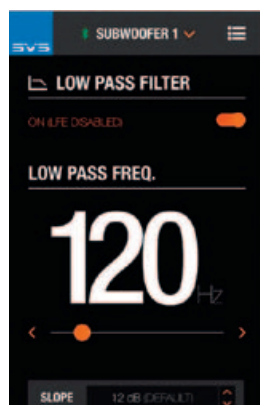 SVS
SUBWOOFER 1
LOW PASS FILTER
ON (LFE DISABLED)
LOW PASS FREQ.
120 Hz
SLOPE 12 dB (DEFAULT)